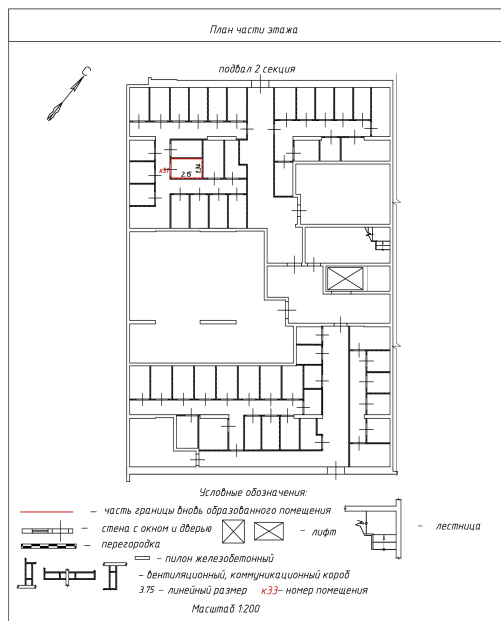 План части этажа
подвал 2 секция
С
к31
2.15
1.34
Условные обозначения:
– часть границы вновь образованного помещения
– стена с окном и дверью
– лифт
– лестница
– перегородка
– пилон железобетонный
– вентиляционный, коммуникационный короб
3.75 – линейный размер к33– номер помещения
Масштаб 1:200